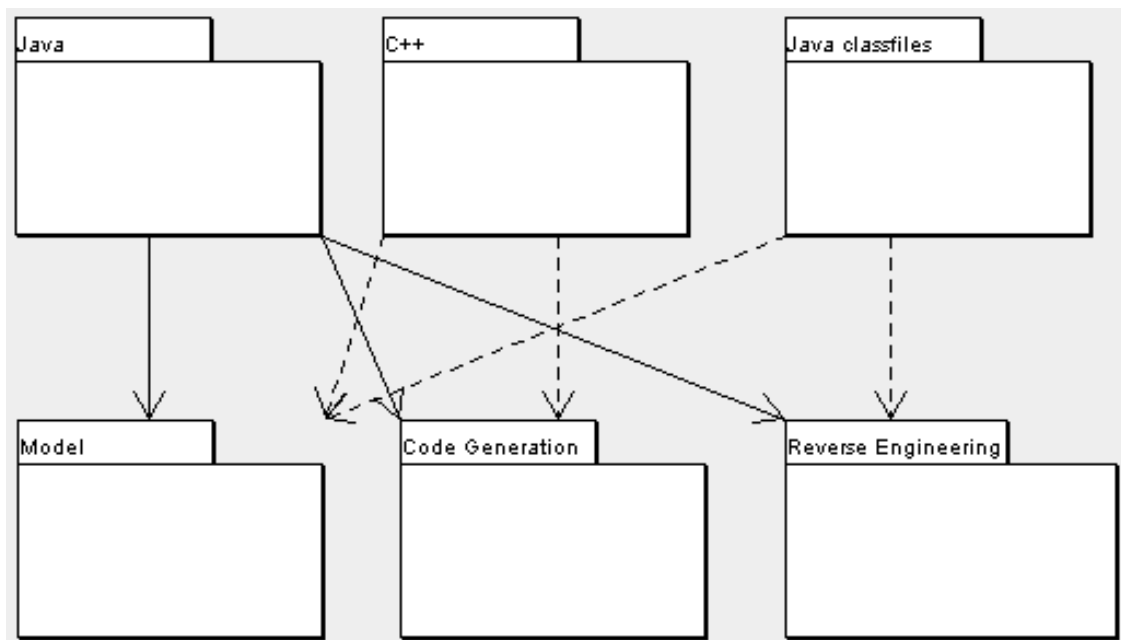 Java
C++
Java classfiles
Model
Code Generation
Reverse Engineering